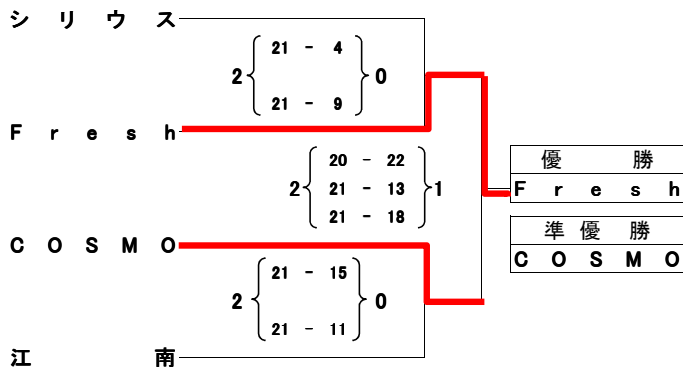 シリウス
21 - 4
2 0
21 - 9
Fresh
20 - 22
2 21 - 13 1
21 - 18
優勝
Fresh
準優勝
COSMO
COSMO
21 - 15
2 0
21 - 11
江南